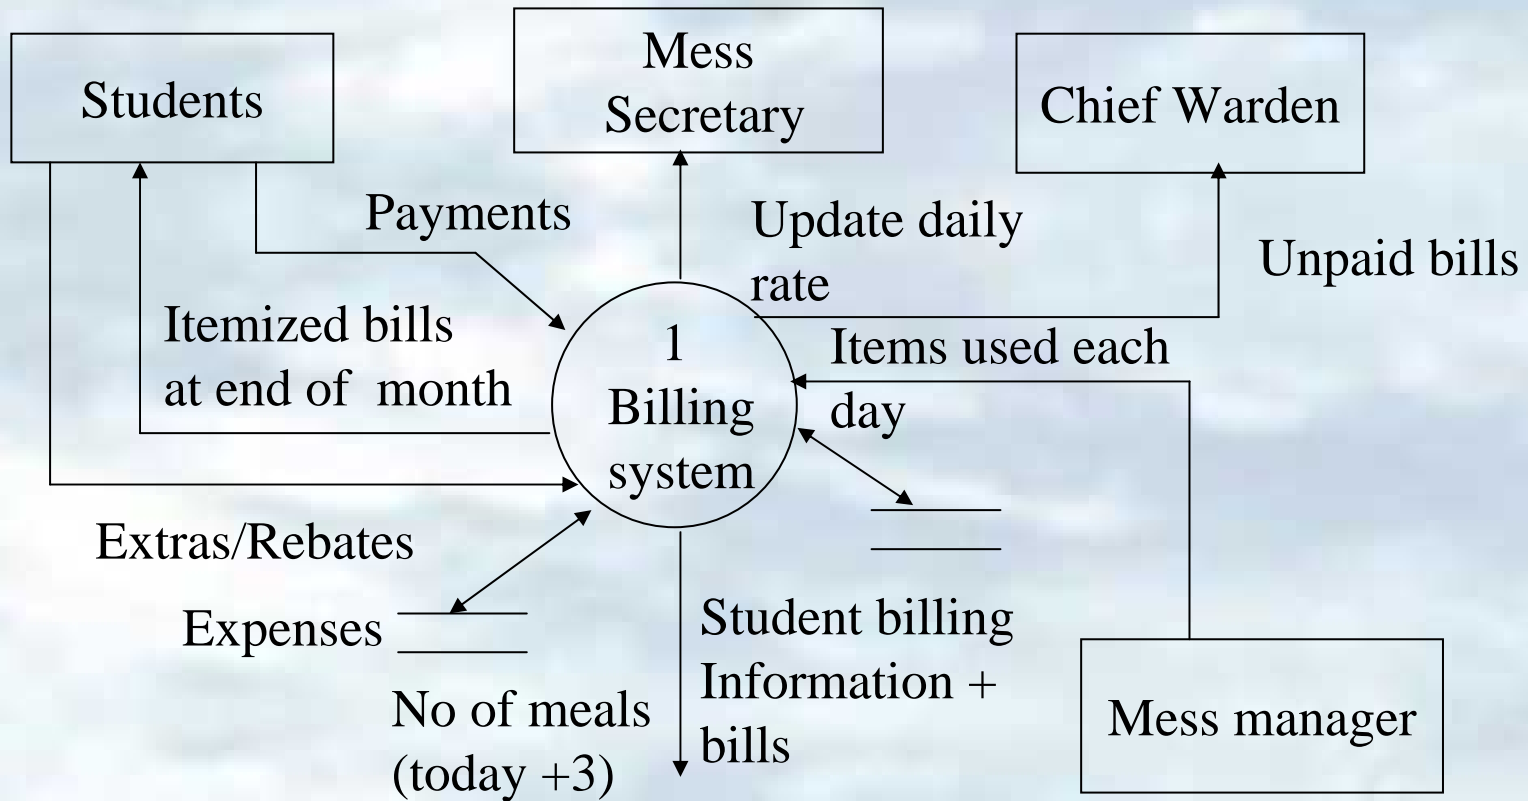 Students
Mess
Secretary
Chief Warden
Payments
Update daily
rate
Unpaid bills
Itemized bills
at end of month
1
Billing
system
Items used each
day
Extras/Rebates
Expenses
Student billing
Information +
bills
No of meals
(today +3)
Mess manager